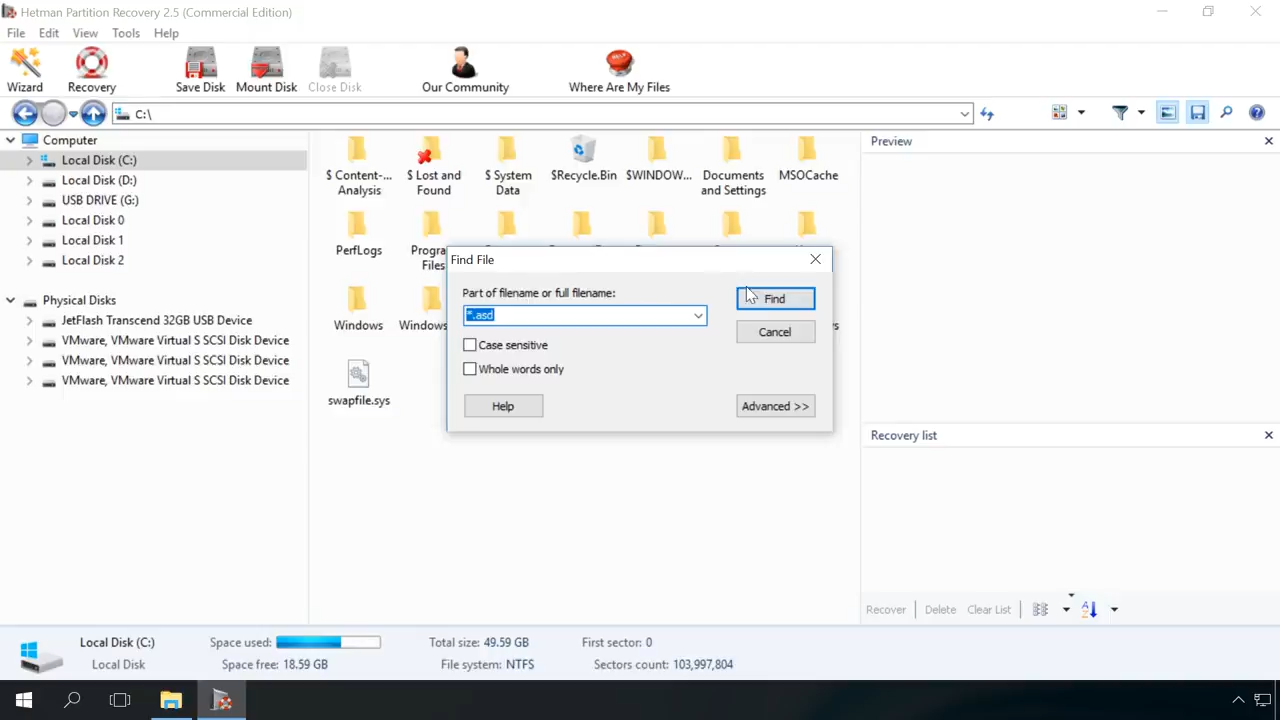 Hetman Partition Recovery 2.5 (Commercial Edition)
File Edit View Tools Help
Wizard Recovery Save Disk Mount Disk Close Disk Our Community Where Are My Files
C:\
Computer
Local Disk (C:)
Local Disk (D:)
USB DRIVE (G:)
Local Disk 0
Local Disk 1
Local Disk 2
Physical Disks
JetFlash Transcend 32GB USB Device
VMware, VMware Virtual S SCSI Disk Device
VMware, VMware Virtual S SCSI Disk Device
VMware, VMware Virtual S SCSI Disk Device
$ Content-... $ Lost and $ System $Recycle.Bin $WINDOW... Documents MSOCache
Analysis Found Data and Settings
PerfLogs Progra
Files
Windows Windows
swapfile.sys
Find File
Part of filename or full filename:
*.asd
Find
Cancel
Case sensitive
Whole words only
Help
Advanced >>
Preview
Recovery list
Recover Delete Clear List
Local Disk (C:) Space used: Total size: 49.59 GB First sector: 0
Local Disk Space free: 18.59 GB File system: NTFS Sectors count: 103,997,804